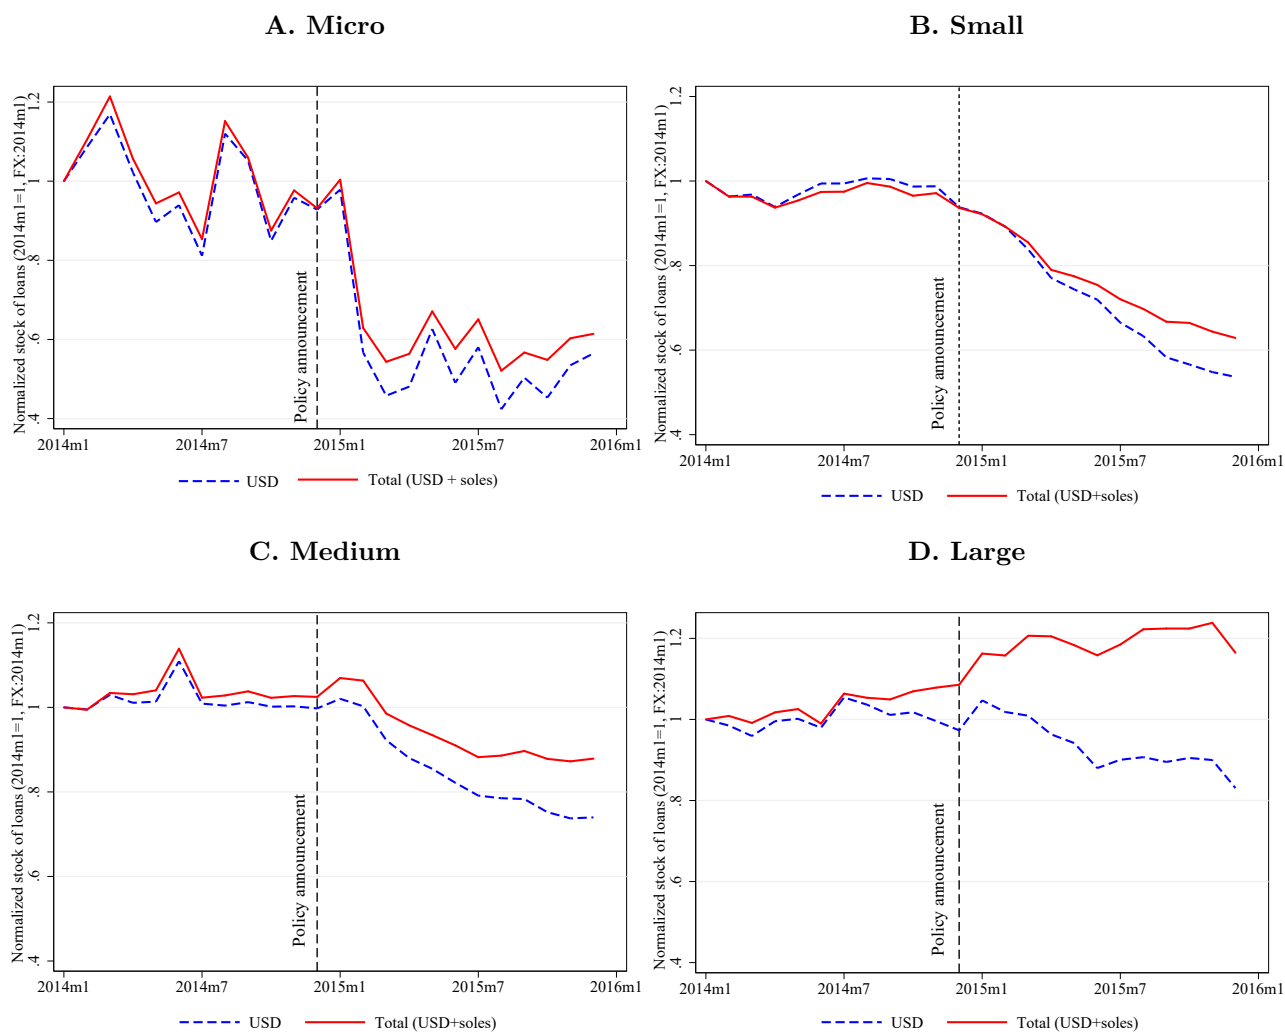 A. Micro
Normalized stock of loans (2014m1=1, FX:2014m1)
1.2
1
.8
.6
.4
Policy announcement
2014m1 2014m7 2015m1 2015m7 2016m1
USD Total (USD + soles)
B. Small
Normalized stock of loans (2014m1=1, FX:2014m1)
1.2
1
.8
.6
.4
Policy announcement
2014m1 2014m7 2015m1 2015m7 2016m1
USD Total (USD+soles)
C. Medium
Normalized stock of loans (2014m1=1, FX:2014m1)
1.2
1
.8
.6
.4
Policy announcement
2014m1 2014m7 2015m1 2015m7 2016m1
USD Total (USD+soles)
D. Large
Normalized stock of loans (2014m1=1, FX:2014m1)
1.2
1
.8
.6
.4
Policy announcement
2014m1 2014m7 2015m1 2015m7 2016m1
USD Total (USD+soles)